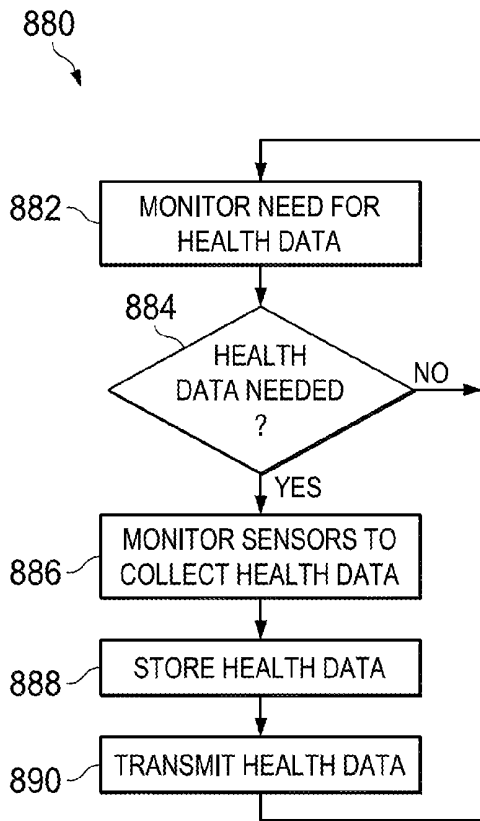 880
882
MONITOR NEED FOR
HEALTH DATA
884
HEALTH
DATA NEEDED
?
NO
YES
886
MONITOR SENSORS TO
COLLECT HEALTH DATA
888
STORE HEALTH DATA
890
TRANSMIT HEALTH DATA